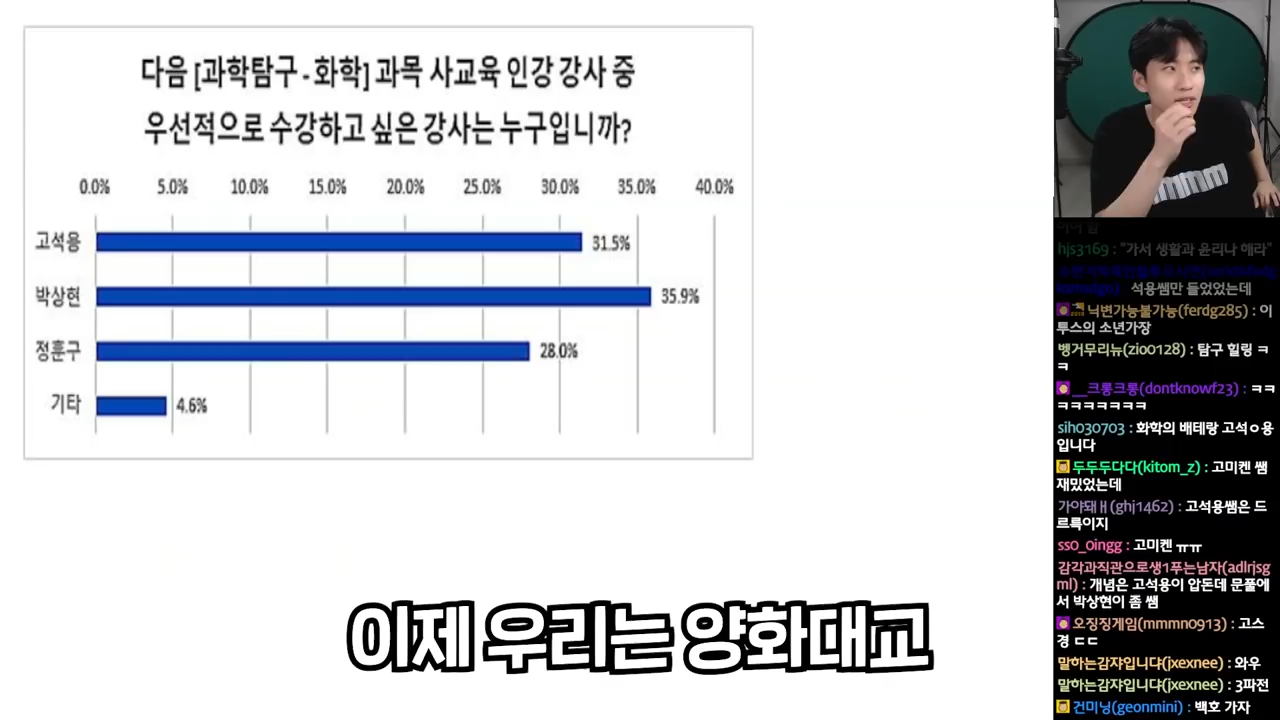 다음 [과학탐구 - 화학] 과목 사교육 인강 강사 중
우선적으로 수강하고 싶은 강사는 누구입니까?
0.0% 5.0% 10.0% 15.0% 20.0% 25.0% 30.0% 35.0% 40.0%
고석용 31.5%
박상현 35.9%
정훈구 28.0%
기타 4.6%
이제 우리는 양화대교
hjs3169 : "가서 생활과 윤리나 해라"
석용쌤만 들었었는데
닉변가능불가능(ferdg285) : 이
투스의 소년가장
벵거무리뉴(zio0128) : 탐구 힐링 ㅋ
ㅋ
__크롱크롱(dontknowf23) : ㅋㅋ
ㅋㅋㅋㅋㅋㅋㅋ
sih030703 : 화학의 배테랑 고석ㅇ용
입니다
두두두다다(kitom_z) : 고미켄 쌤
재밌었는데
가야돼ㅐ(ghj1462) : 고석용쌤은 드
르륵이지
ss0_0ingg : 고미켄 ㅠㅠ
감각과직관으로생1푸는남자(adlrjsg
ml) : 개념은 고석용이 압돈데 문풀에
서 박상현이 좀 쌤
오징징게임(mmmn0913) : 고스
경 ㄷㄷ
말하는감쟈입니댜(jxexnee) : 와우
말하는감쟈입니댜(jxexnee) : 3파전
건미닝(geonmini) : 백호 가자